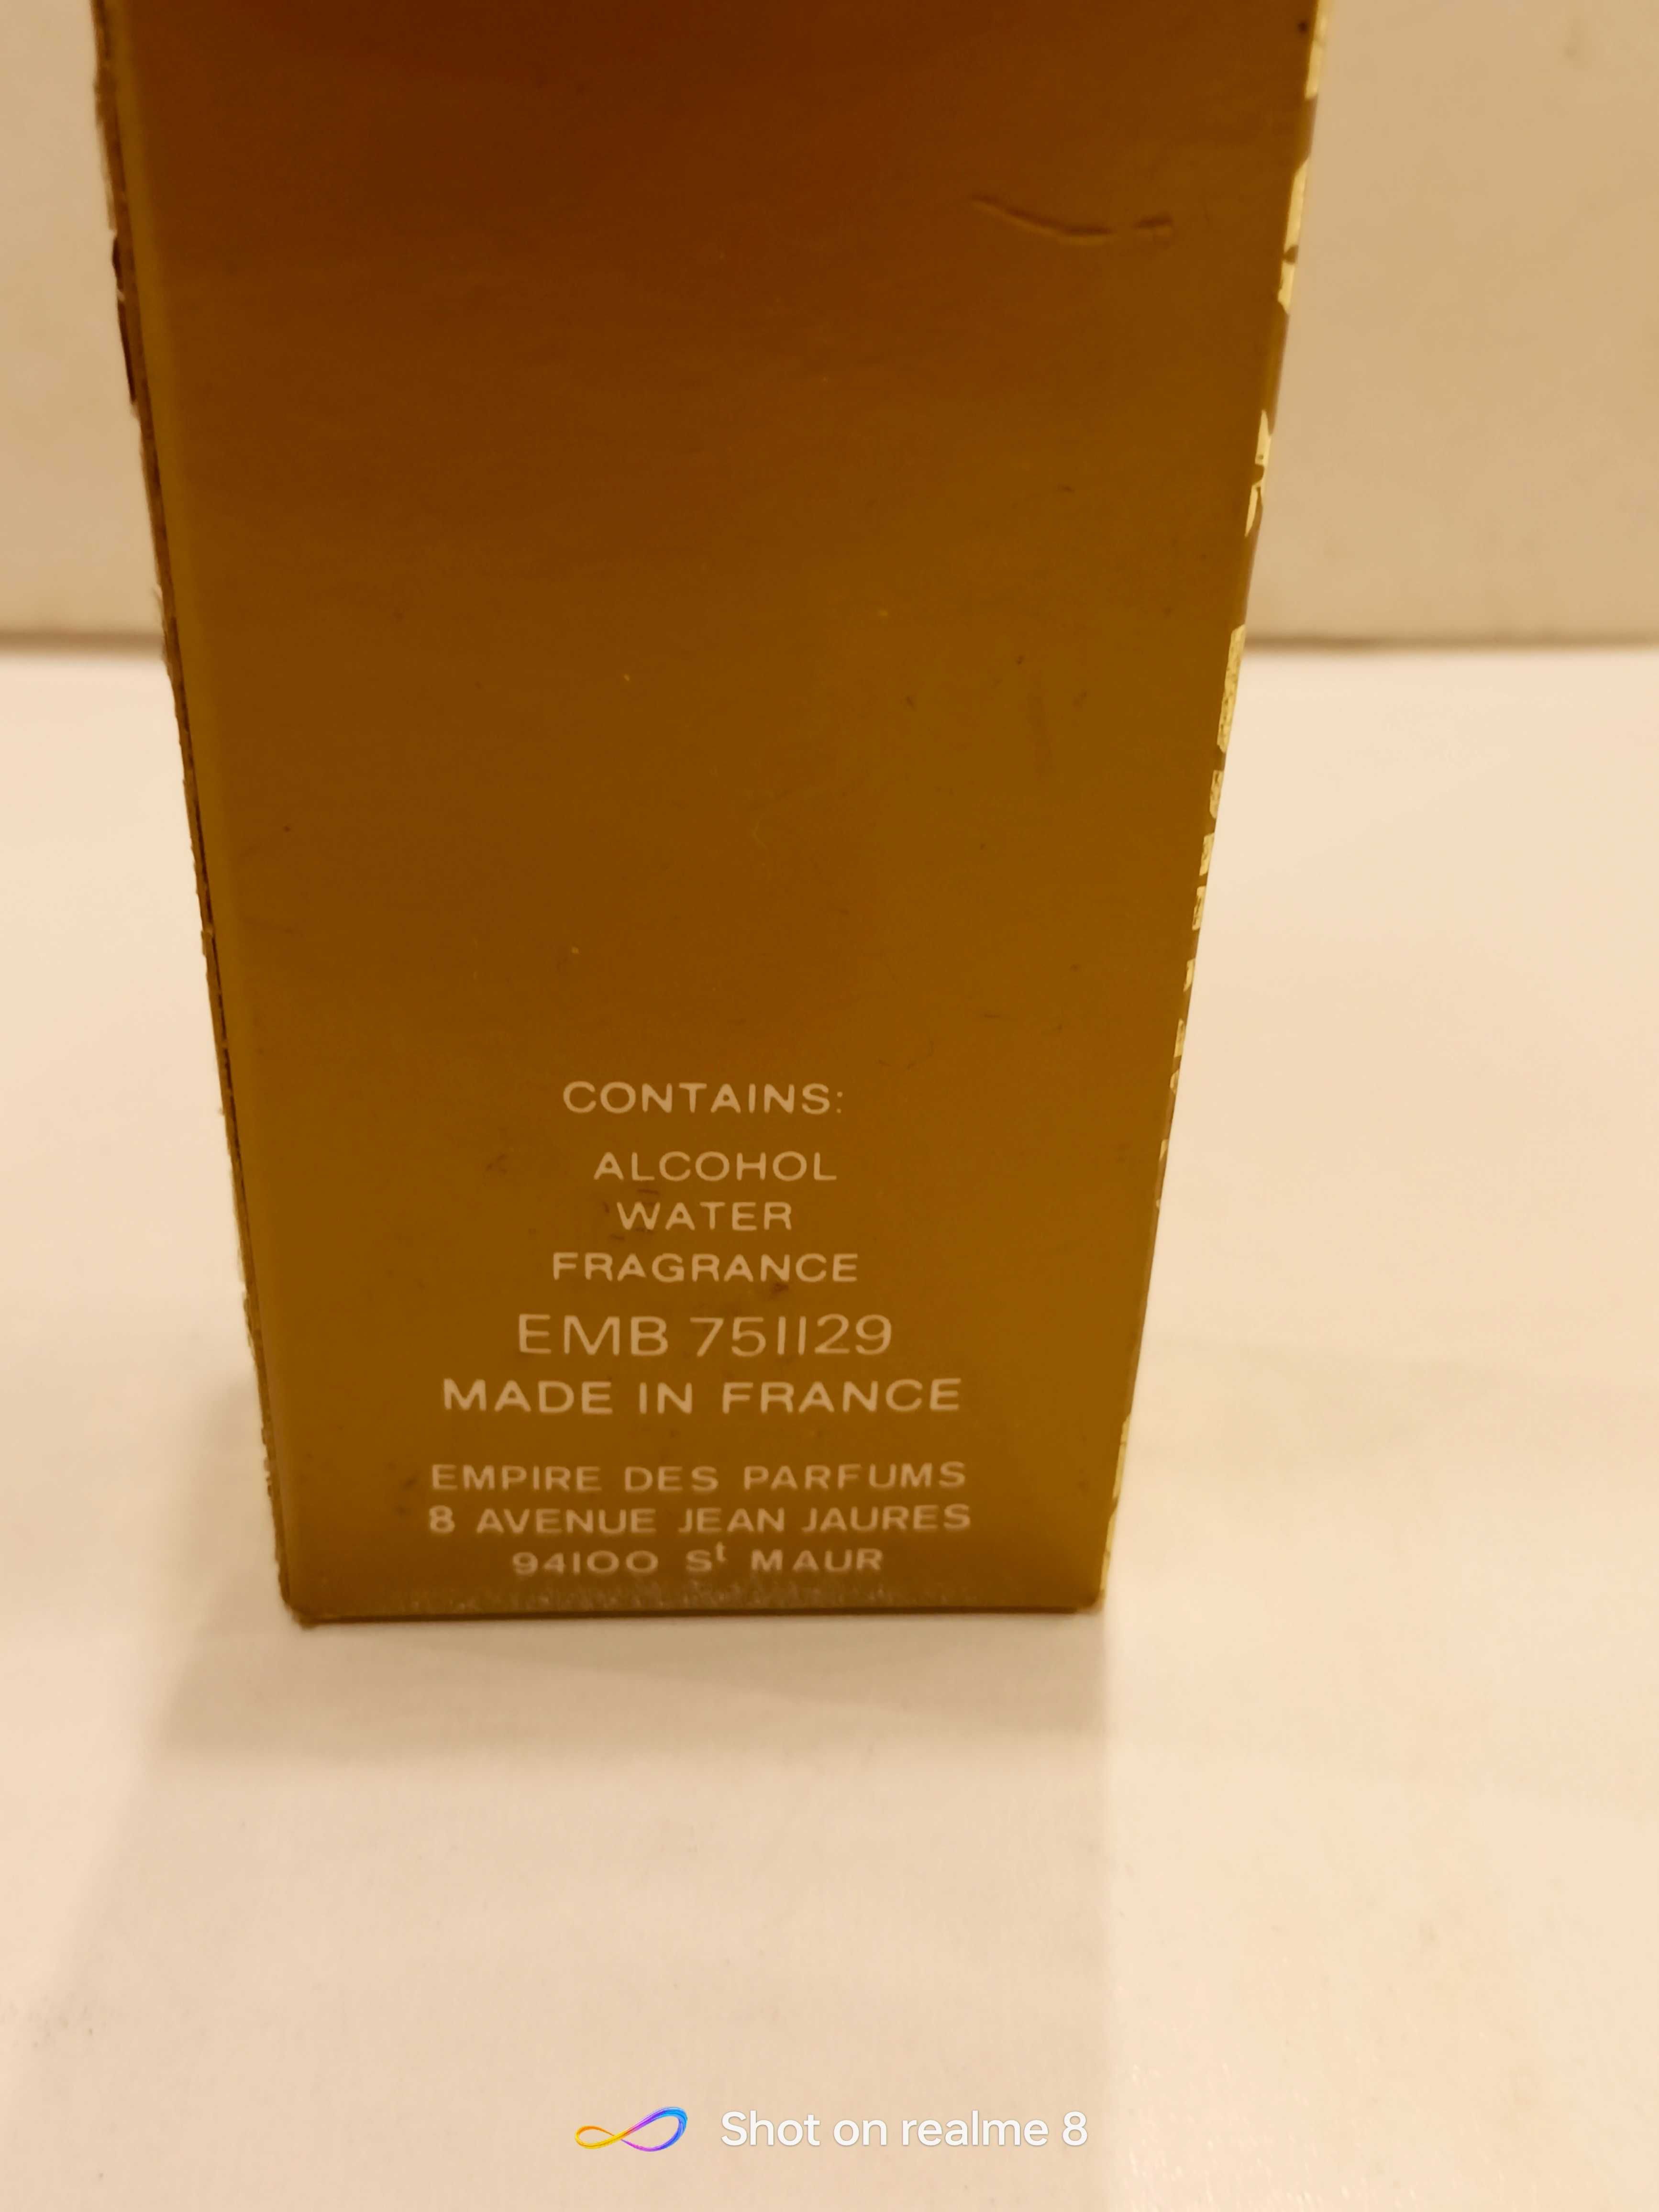 CONTAINS:
ALCOHOL
WATER
FRAGRANCE
EMB 751129
MADE IN FRANCE
EMPIRE DES PARFUMS
8 AVENUE JEAN JAURES
94100 St MAUR
Shot on realme 8